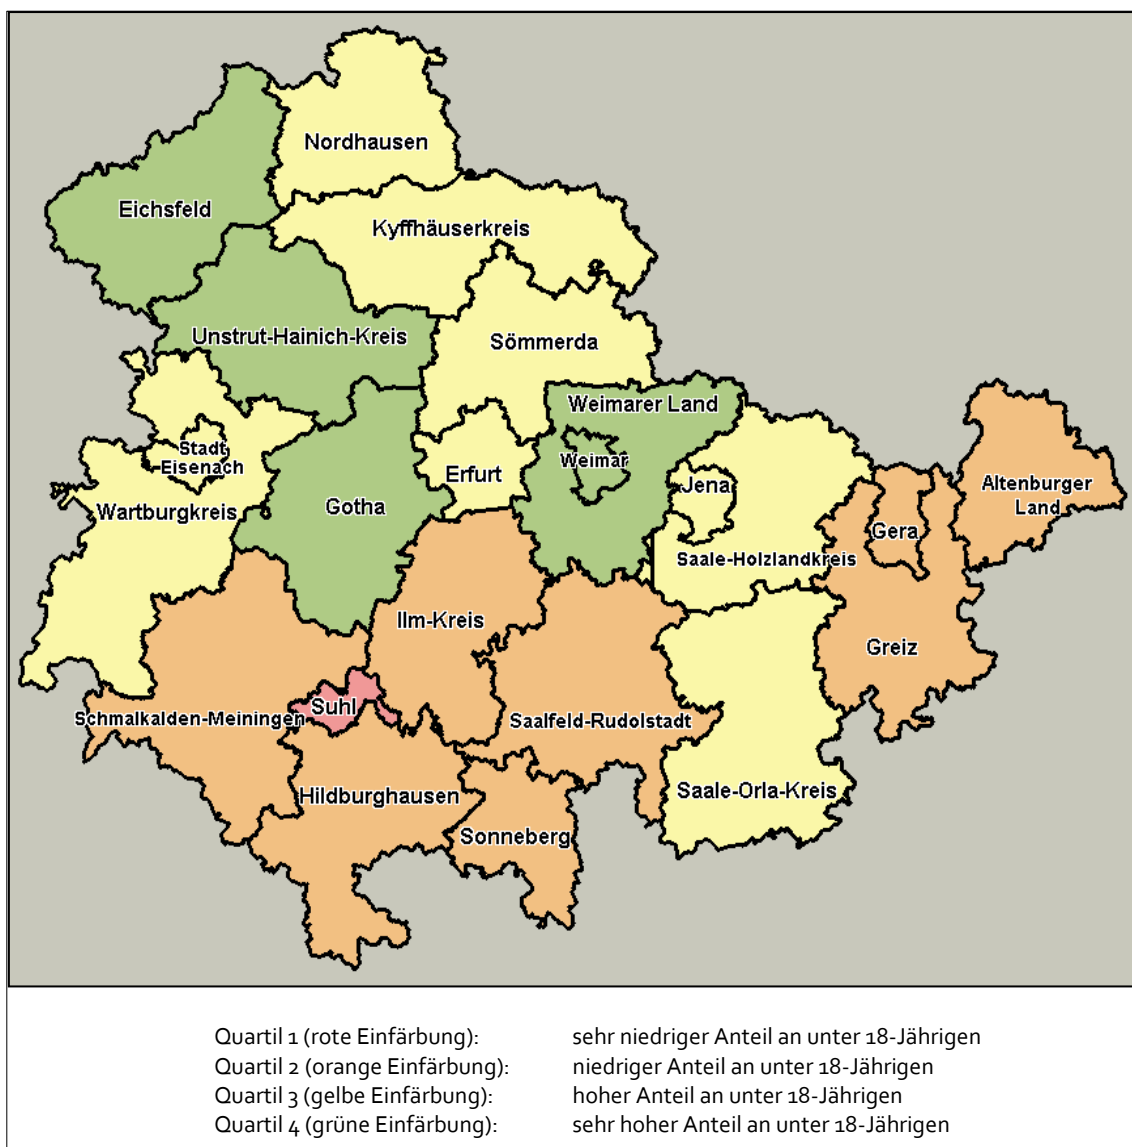 Nordhausen
Eichsfeld
Kyffhäuserkreis
Unstrut-Hainich-Kreis
Sömmerda
Weimarer Land
Stadt
Eisenach
Erfurt
Weimar
Jena
Altenburger
Land
Wartburgkreis
Gotha
Gera
Saale-Holzlandkreis
Ilm-Kreis
Greiz
Suhl
Schmalkalden-Meiningen
Saalfeld-Rudolstadt
Hildburghausen
Saale-Orla-Kreis
Sonneberg
Quartil 1 (rote Einfärbung): sehr niedriger Anteil an unter 18-Jährigen
Quartil 2 (orange Einfärbung): niedriger Anteil an unter 18-Jährigen
Quartil 3 (gelbe Einfärbung): hoher Anteil an unter 18-Jährigen
Quartil 4 (grüne Einfärbung): sehr hoher Anteil an unter 18-Jährigen